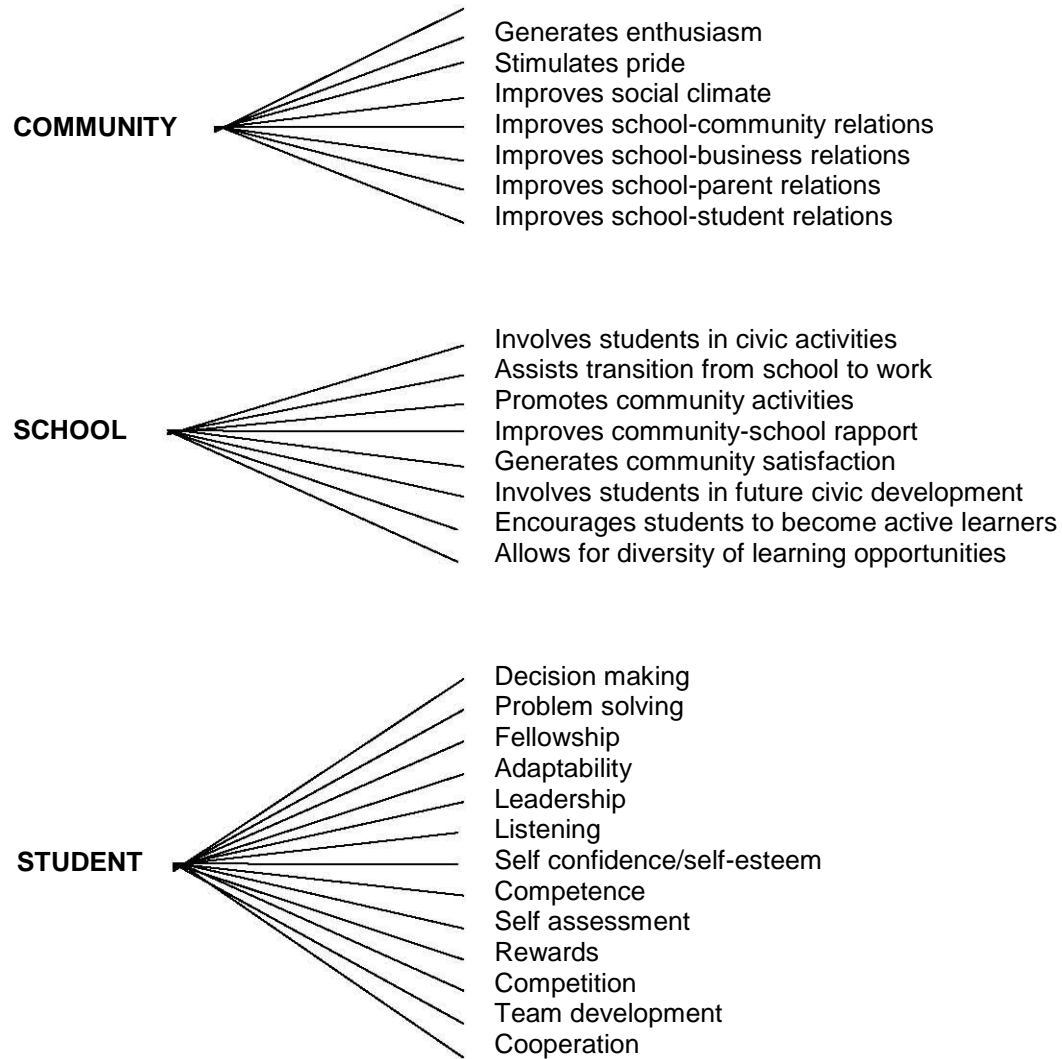 Generates enthusiasm
Stimulates pride
Improves social climate
COMMUNITY
Improves school-community relations
Improves school-business relations
Improves school-parent relations
Improves school-student relations
Involves students in civic activities
Assists transition from school to work
Promotes community activities
SCHOOL
Improves community-school rapport
Generates community satisfaction
Involves students in future civic development
Encourages students to become active learners
Allows for diversity of learning opportunities
Decision making
Problem solving
Fellowship
Adaptability
Leadership
Listening
STUDENT
Self confidence/self-esteem
Competence
Self assessment
Rewards
Competition
Team development
Cooperation